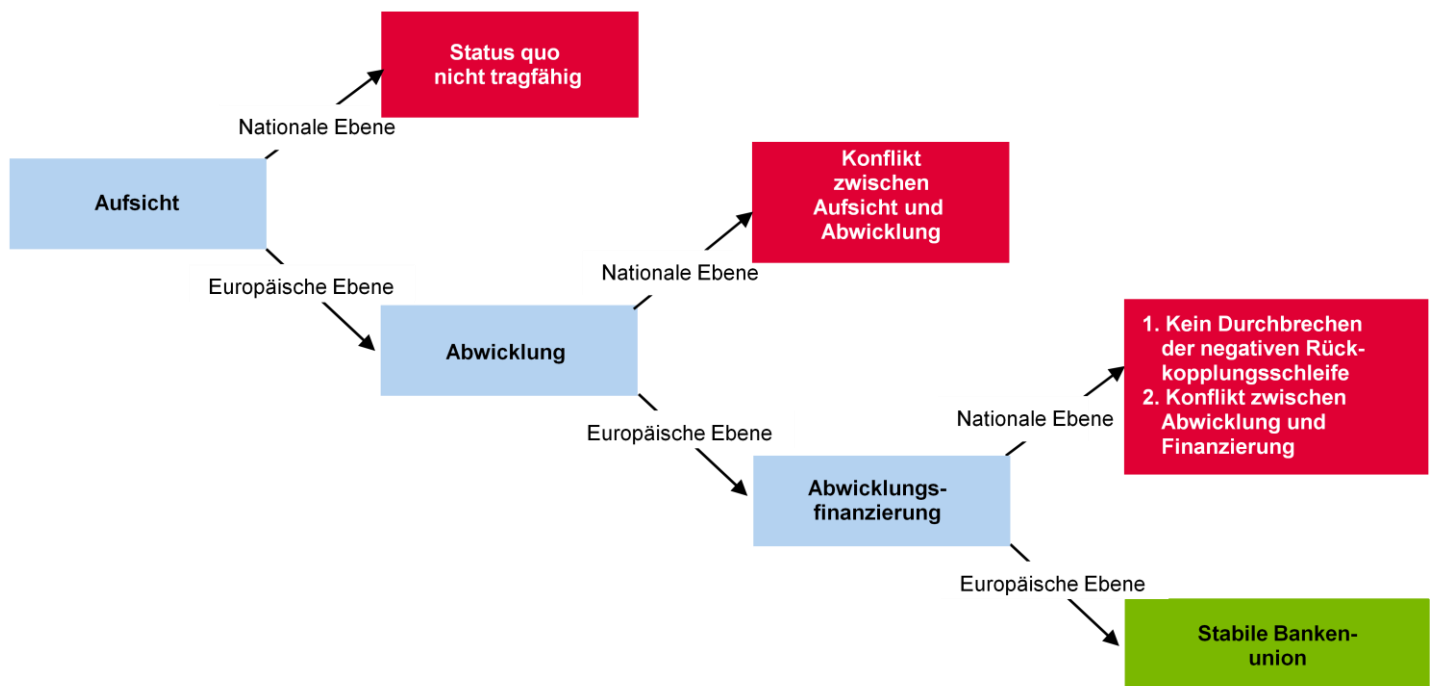 Status quo
nicht tragfähig
Nationale Ebene
Aufsicht
Europäische Ebene
Konflikt
zwischen
Aufsicht und
Abwicklung
Nationale Ebene
Abwicklung
Europäische Ebene
1. Kein Durchbrechen
der negativen Rück-
kopplungsschleife
2. Konflikt zwischen
Abwicklung und
Finanzierung
Nationale Ebene
Abwicklungs-
finanzierung
Europäische Ebene
Stabile Banken-
union